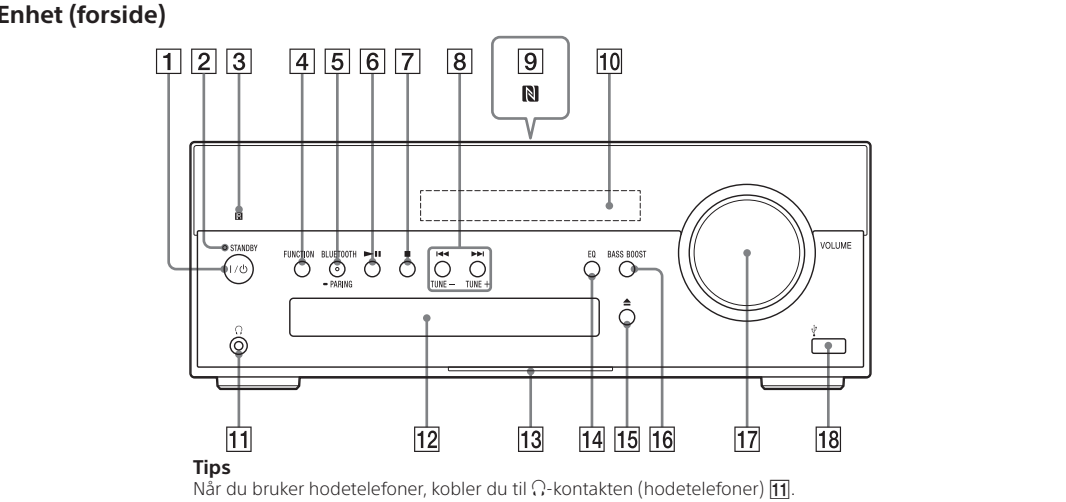 Enhet (forside)
1 2 3 4 5 6 7 8 9 10
STANDBY
I / ⏻
FUNCTION
BLUETOOTH
PARING
TUNE −
TUNE +
EQ
BASS BOOST
VOLUME
11 12 13 14 15 16 17 18
Tips
Når du bruker hodetelefoner, kobler du til 🎧-kontakten (hodetelefoner) 11.